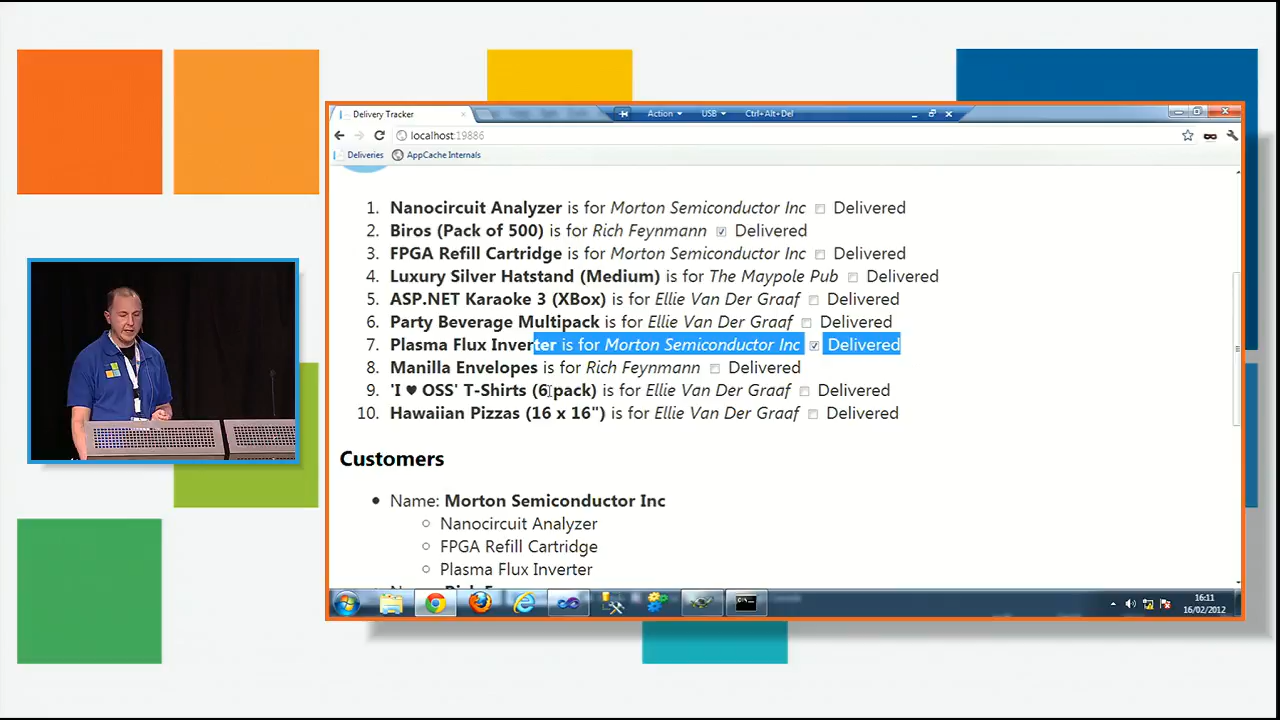 Delivery Tracker
Action
USB
Ctrl+Alt+Del
localhost:19886
Deliveries
AppCache Internals
1. Nanocircuit Analyzer is for Morton Semiconductor Inc Delivered
2. Biros (Pack of 500) is for Rich Feynmann Delivered
3. FPGA Refill Cartridge is for Morton Semiconductor Inc Delivered
4. Luxury Silver Hatstand (Medium) is for The Maypole Pub Delivered
5. ASP.NET Karaoke 3 (XBox) is for Ellie Van Der Graaf Delivered
6. Party Beverage Multipack is for Ellie Van Der Graaf Delivered
7. Plasma Flux Inverter is for Morton Semiconductor Inc Delivered
8. Manilla Envelopes is for Rich Feynmann Delivered
9. 'I ♥ OSS' T-Shirts (6 pack) is for Ellie Van Der Graaf Delivered
10. Hawaiian Pizzas (16 x 16") is for Ellie Van Der Graaf Delivered
Customers
Name: Morton Semiconductor Inc
Nanocircuit Analyzer
FPGA Refill Cartridge
Plasma Flux Inverter
16:11
16/02/2012